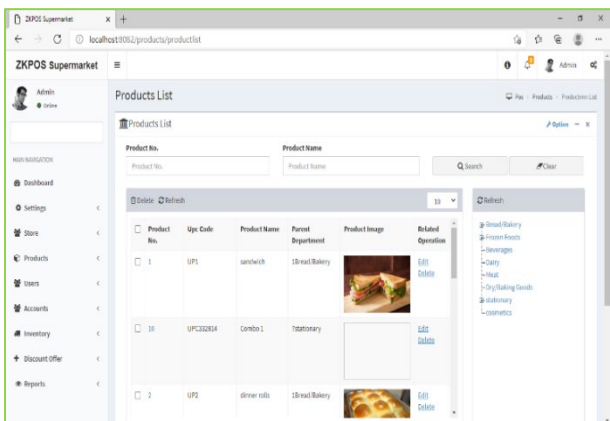 ZKPOS Supermarket
localhost:8082/products/productlist
ZKPOS Supermarket
Admin
Admin
Online
Products List
Pos Products Production List
Products List
Option
Product No.
Product Name
Product No.
Product Name
Search
Clear
MAIN NAVIGATION
Dashboard
Settings
Store
Products
Users
Accounts
Inventory
Discount Offer
Reports
Delete Refresh
10
Product No. Upc Code Product Name Parent Department Product Image Related Operation
1 UP1 sandwich 1Bread/Bakery Edit
Delete
16 UPC332814 Combo 1 7stationary Edit
Delete
2 UP2 dinner rolls 1Bread/Bakery Edit
Delete
Refresh
Bread/Bakery
Frozen Foods
Beverages
Dairy
Meat
Dry/Baking Goods
stationary
cosmetics